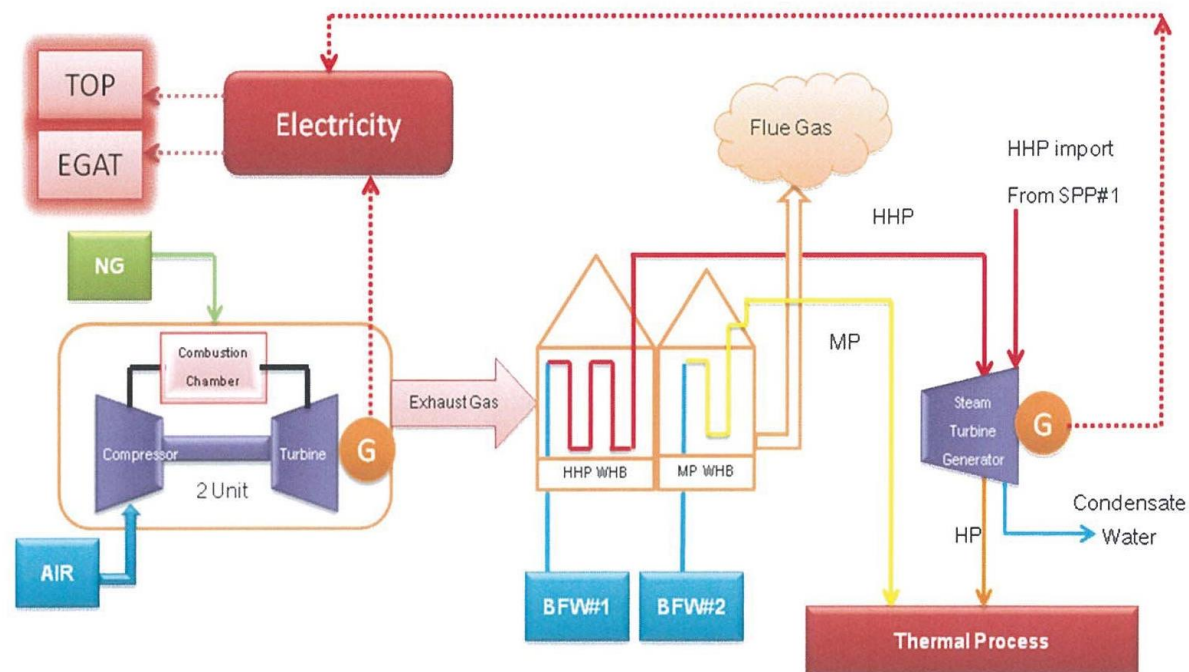 TOP
EGAT
Electricity
Flue Gas
HHP import
From SPP#1
HHP
NG
Combustion
Chamber
MP
Exhaust Gas
Compressor
Turbine
G
2 Unit
Steam
Turbine
Generator
G
HHP WHB
MP WHB
HP
Condensate
Water
AIR
BFW#1
BFW#2
Thermal Process